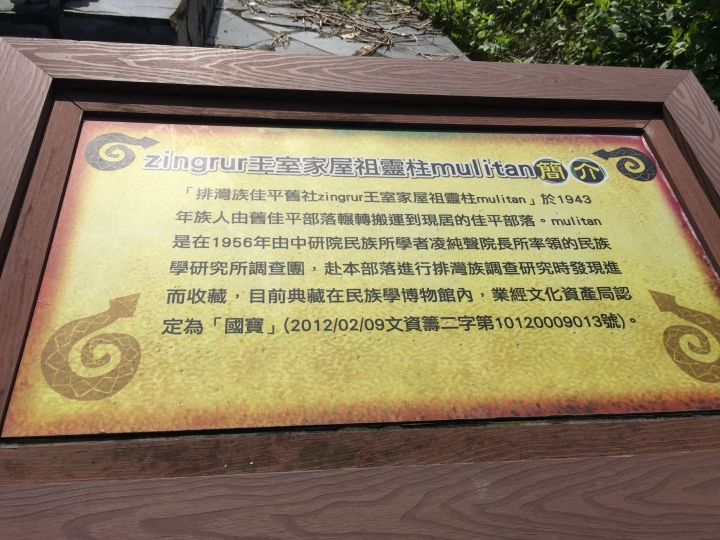 zingrur王室家屋祖靈柱mulitan簡介
「排灣族佳平舊社zingrur王室家屋祖靈柱mulitan」於1943
年族人由舊佳平部落輾轉搬運到現居的佳平部落。mulitan
是在1956年由中研院民族所學者凌純聲院長所率領的民族
學研究所調查團，赴本部落進行排灣族調查研究時發現進
而收藏，目前典藏在民族學博物館內，業經文化資產局認
定為「國寶」(2012/02/09文資籌二字第10120009013號)。